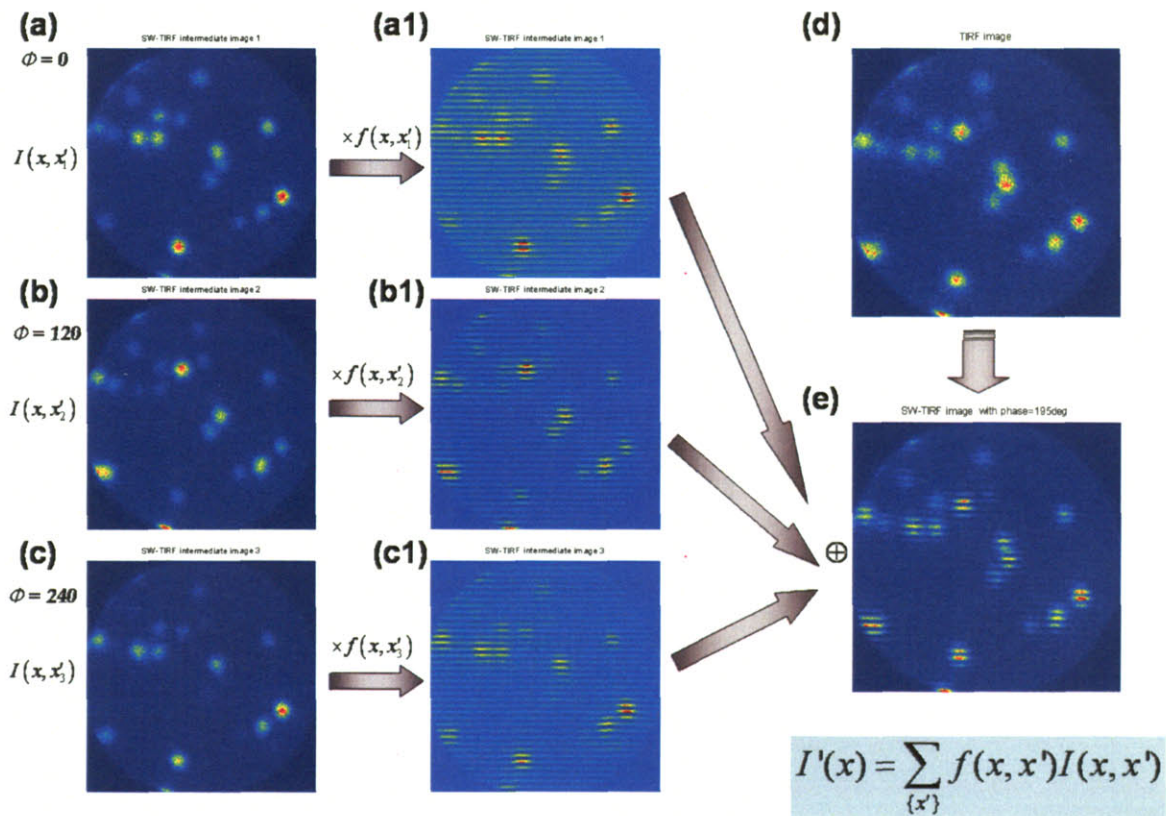 (a)
SW-TIRF intermediate image 1
Φ = 0
I(x, x'₁)
×f(x, x'₁)
(a1)
SW-TIRF intermediate image 1
(b)
SW-TIRF intermediate image 2
Φ = 120
I(x, x'₂)
×f(x, x'₂)
(b1)
SW-TIRF intermediate image 2
(c)
SW-TIRF intermediate image 3
Φ = 240
I(x, x'₃)
×f(x, x'₃)
(c1)
SW-TIRF intermediate image 3
(d)
TIRF image
(e)
SW-TIRF image with phase=195deg
⊕
I'(x) = ∑ f(x, x')I(x, x')
{x'}